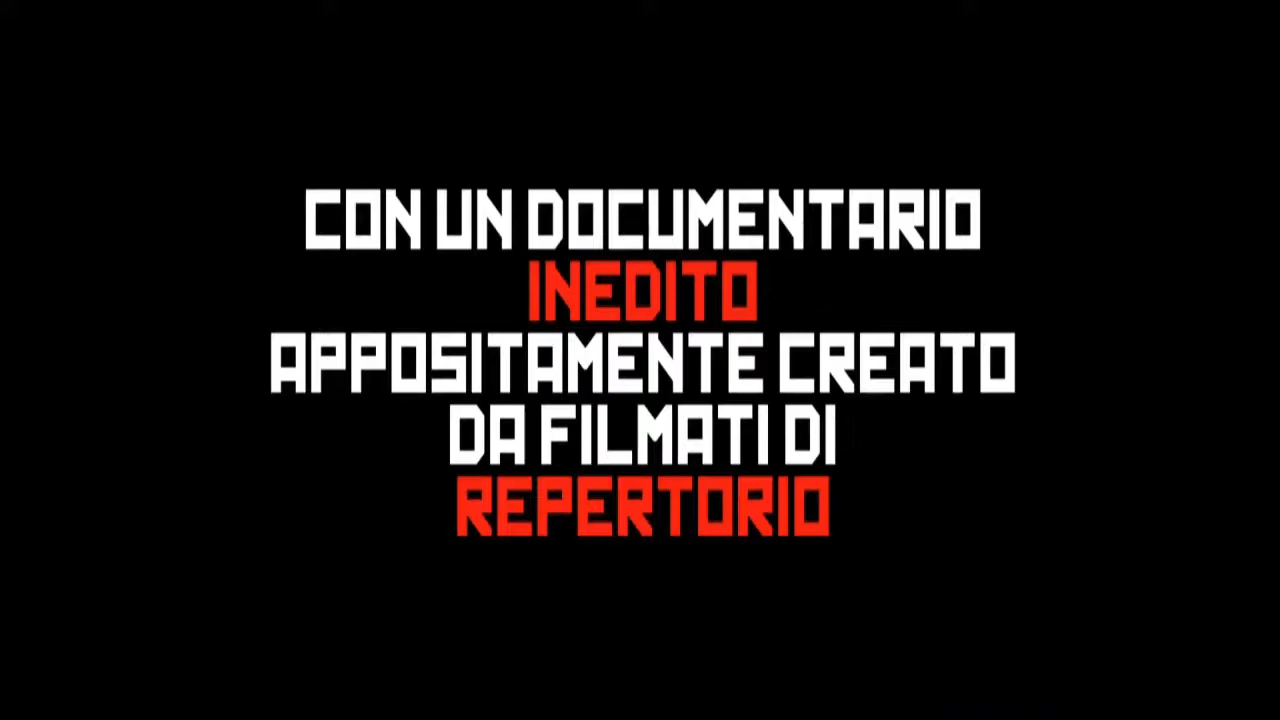 CON UN DOCUMENTARIO
INEDITO
APPOSITAMENTE CREATO
DA FILMATI DI
REPERTORIO